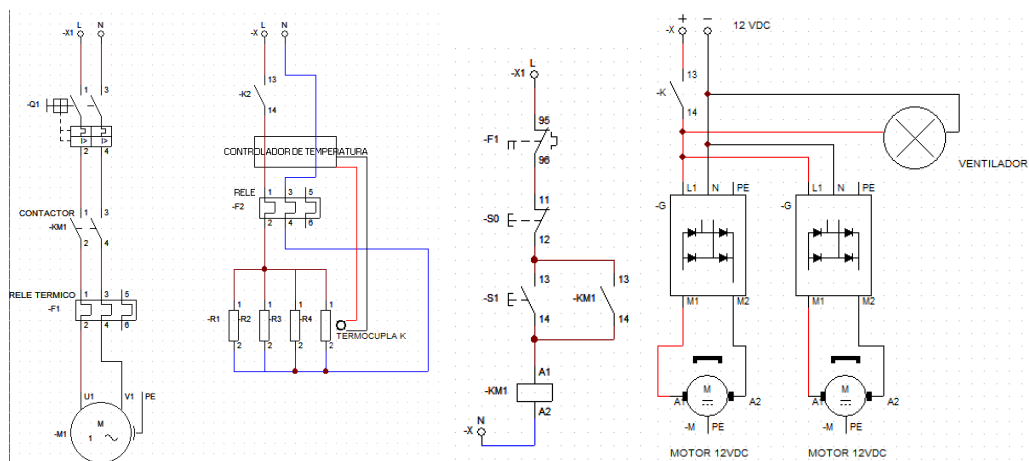 L N
-X1
1 3
-Q1
I> I>
2 4
CONTACTOR
1 3
-KM1
2 4
RELE TERMICO
1 3 5
-F1
2 4 6
U1 V1 PE
M
1
-M1
L N
-X
13
-K2
14
CONTROLADOR DE TEMPERATURA
RELE
1 3 5
-F2
2 4 6
1 1 1 1
-R1 -R2 -R3 -R4
2 2 2 2
TERMOCUPLA K
L
-X1
95
-F1
96
11
-S0
12
13 13
-S1 -KM1
14 14
A1
-KM1
A2
N
-X
+ -
-X
12 VDC
13
-K
14
VENTILADOR
L1 N PE L1 N PE
-G -G
M1 M2 M1 M2
M M
A1 A2 A1 A2
-M PE -M PE
MOTOR 12VDC MOTOR 12VDC